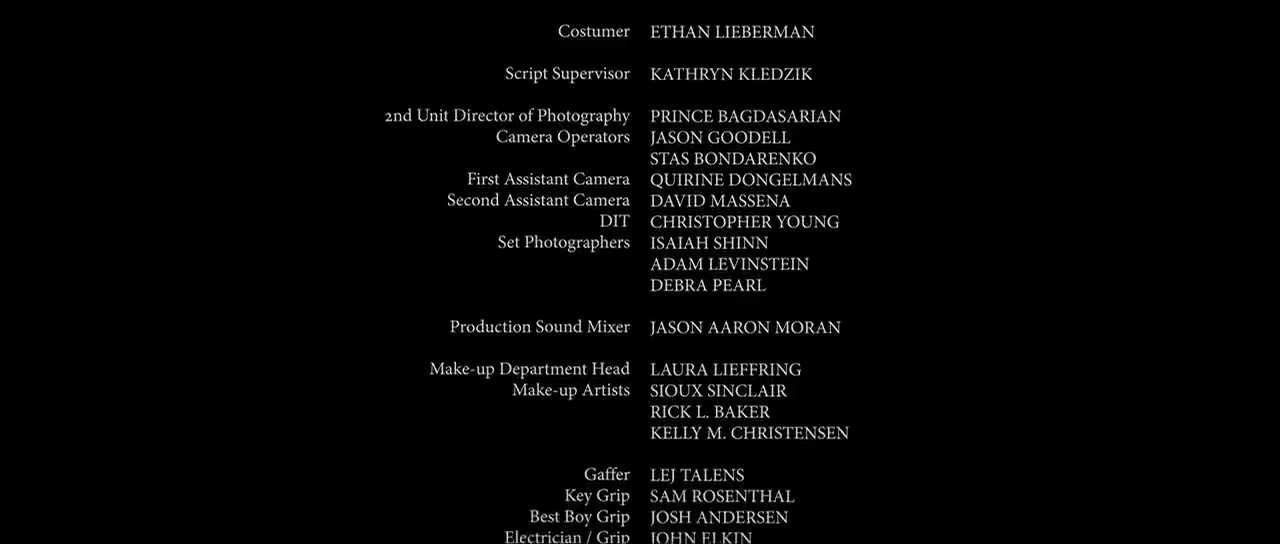 Costumer ETHAN LIEBERMAN
Script Supervisor KATHRYN KLEDZIK
2nd Unit Director of Photography PRINCE BAGDASARIAN
Camera Operators JASON GOODELL
STAS BONDARENKO
First Assistant Camera QUIRINE DONGELMANS
Second Assistant Camera DAVID MASSENA
DIT CHRISTOPHER YOUNG
Set Photographers ISAIAH SHINN
ADAM LEVINSTEIN
DEBRA PEARL
Production Sound Mixer JASON AARON MORAN
Make-up Department Head LAURA LIEFFRING
Make-up Artists SIOUX SINCLAIR
RICK L. BAKER
KELLY M. CHRISTENSEN
Gaffer LEJ TALENS
Key Grip SAM ROSENTHAL
Best Boy Grip JOSH ANDERSEN
Electrician / Grip JOHN ELKIN